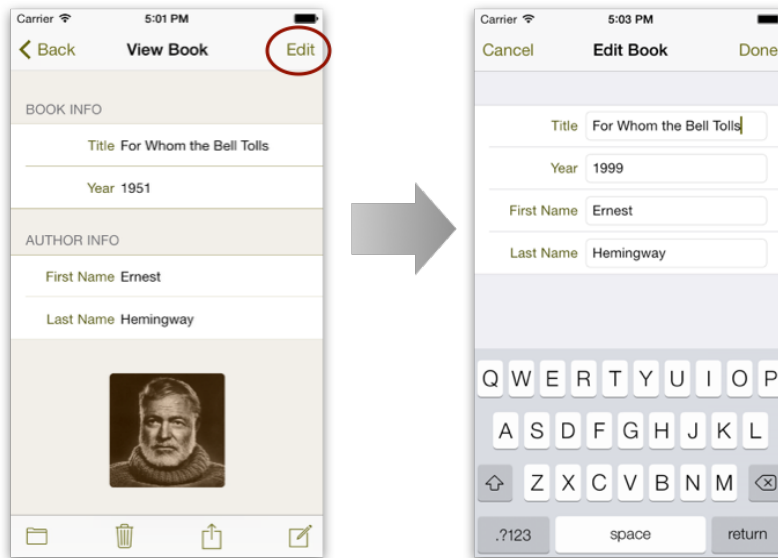 Carrier 5:01 PM
Back View Book Edit
BOOK INFO
Title For Whom the Bell Tolls
Year 1951
AUTHOR INFO
First Name Ernest
Last Name Hemingway
Carrier 5:03 PM
Cancel Edit Book Done
Title For Whom the Bell Tolls
Year 1999
First Name Ernest
Last Name Hemingway
Q W E R T Y U I O P
A S D F G H J K L
Z X C V B N M
.?123 space return